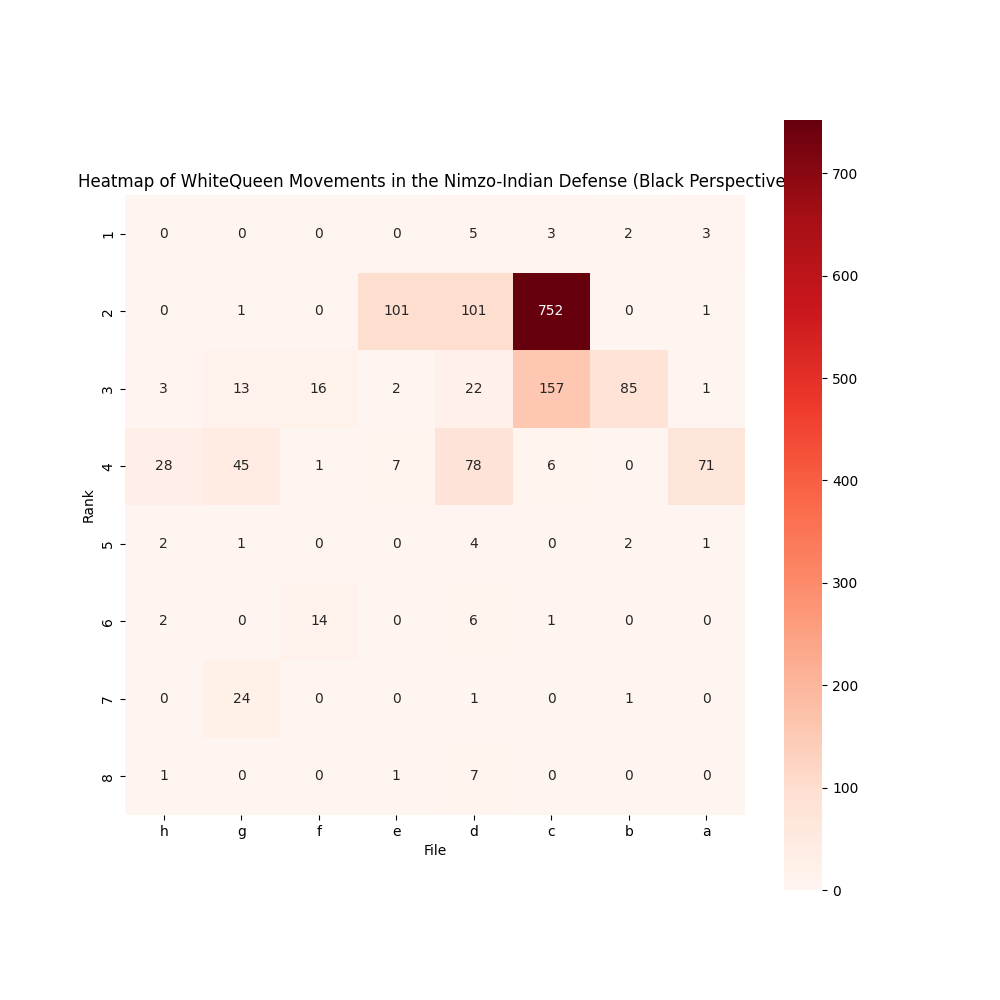 Heatmap of WhiteQueen Movements in the Nimzo-Indian Defense (Black Perspective
1 0 0 0 0 5 3 2 3
2 0 1 0 101 101 752 0 1
3 3 13 16 2 22 157 85 1
4 28 45 1 7 78 6 0 71
Rank
5 2 1 0 0 4 0 2 1
6 2 0 14 0 6 1 0 0
7 0 24 0 0 1 0 1 0
8 1 0 0 1 7 0 0 0
h g f e d c b a
File
700
600
500
400
300
200
100
0